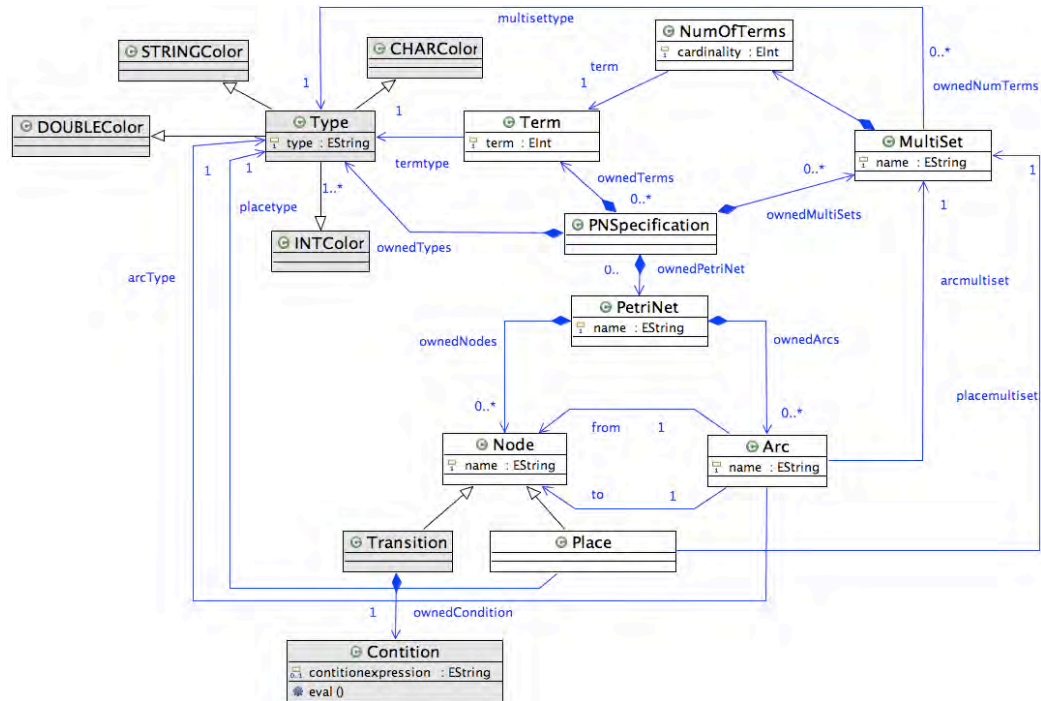 multisettype
NumOfTerms
cardinality : EInt
STRINGColor
CHARColor
0..*
term
1
1
1
ownedNumTerms
DOUBLEColor
Type
type : EString
Term
term : EInt
MultiSet
name : EString
1
1
termtype
ownedTerms
0..*
1
1..*
placetype
0..*
ownedMultiSets
1
PNSpecification
INTColor
ownedTypes
0..
ownedPetriNet
arcType
arcmultiset
PetriNet
name : EString
ownedNodes
ownedArcs
placemultiset
0..*
0..*
from
1
Node
name : EString
Arc
name : EString
to
1
Transition
Place
1
ownedCondition
Contition
0..1
contitionexpression : EString
eval ()